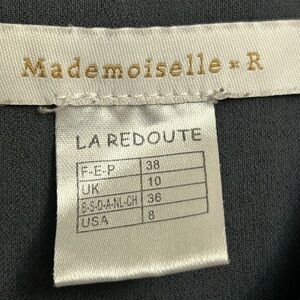 Mademoiselle * R
LA REDOUTE
F-E-P 38
UK 10
B-S-D-A-NL-CH 36
USA 8